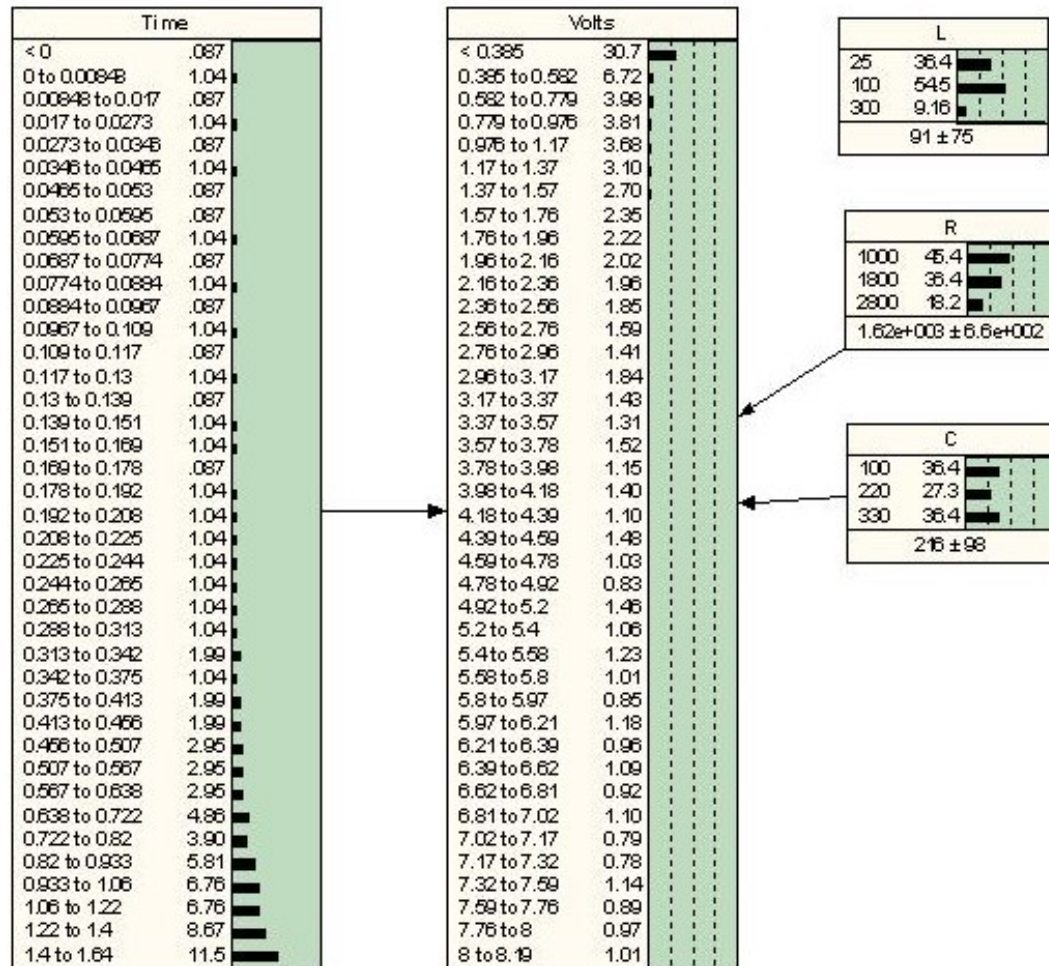 Time
< 0 .087
0 to 0.00848 1.04
0.00848 to 0.017 .087
0.017 to 0.0273 1.04
0.0273 to 0.0346 .087
0.0346 to 0.0465 1.04
0.0465 to 0.053 .087
0.053 to 0.0595 .087
0.0595 to 0.0687 1.04
0.0687 to 0.0774 .087
0.0774 to 0.0884 1.04
0.0884 to 0.0967 .087
0.0967 to 0.109 1.04
0.109 to 0.117 .087
0.117 to 0.13 1.04
0.13 to 0.139 .087
0.139 to 0.151 1.04
0.151 to 0.169 1.04
0.169 to 0.178 .087
0.178 to 0.192 1.04
0.192 to 0.208 1.04
0.208 to 0.225 1.04
0.225 to 0.244 1.04
0.244 to 0.265 1.04
0.265 to 0.288 1.04
0.288 to 0.313 1.04
0.313 to 0.342 1.99
0.342 to 0.375 1.04
0.375 to 0.413 1.99
0.413 to 0.456 1.99
0.456 to 0.507 2.95
0.507 to 0.567 2.95
0.567 to 0.638 2.95
0.638 to 0.722 4.86
0.722 to 0.82 3.90
0.82 to 0.933 5.81
0.933 to 1.06 6.76
1.06 to 1.22 6.76
1.22 to 1.4 8.67
1.4 to 1.64 11.5
Volts
< 0.385 30.7
0.385 to 0.582 6.72
0.582 to 0.779 3.98
0.779 to 0.976 3.81
0.976 to 1.17 3.68
1.17 to 1.37 3.10
1.37 to 1.57 2.70
1.57 to 1.76 2.35
1.76 to 1.96 2.22
1.96 to 2.16 2.02
2.16 to 2.36 1.96
2.36 to 2.56 1.85
2.56 to 2.76 1.59
2.76 to 2.96 1.41
2.96 to 3.17 1.84
3.17 to 3.37 1.43
3.37 to 3.57 1.31
3.57 to 3.78 1.52
3.78 to 3.98 1.15
3.98 to 4.18 1.40
4.18 to 4.39 1.10
4.39 to 4.59 1.48
4.59 to 4.78 1.03
4.78 to 4.92 0.83
4.92 to 5.2 1.46
5.2 to 5.4 1.06
5.4 to 5.58 1.23
5.58 to 5.8 1.01
5.8 to 5.97 0.85
5.97 to 6.21 1.18
6.21 to 6.39 0.96
6.39 to 6.62 1.09
6.62 to 6.81 0.92
6.81 to 7.02 1.10
7.02 to 7.17 0.79
7.17 to 7.32 0.78
7.32 to 7.59 1.14
7.59 to 7.76 0.89
7.76 to 8 0.97
8 to 8.19 1.01
L
25 36.4
100 54.5
300 9.16
91 ± 75
R
1000 45.4
1800 36.4
2800 18.2
1.62e+003 ± 6.6e+002
C
100 36.4
220 27.3
330 36.4
216 ± 98